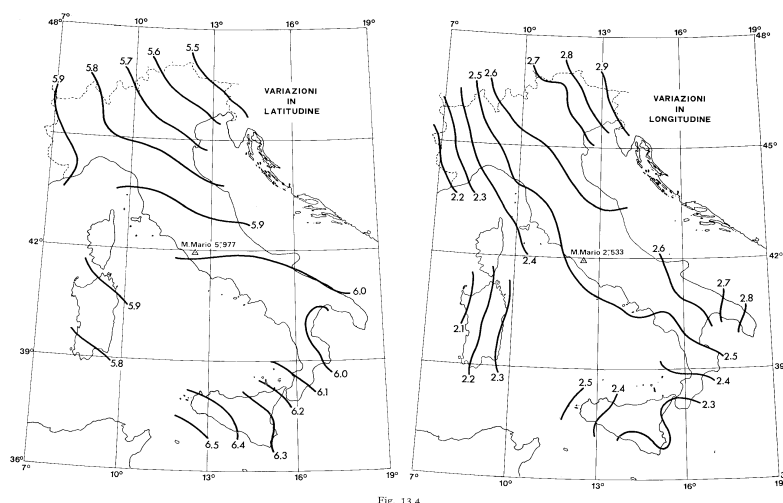 7° 10° 13° 16° 19°
48°
5.9 5.8 5.7 5.6 5.5
VARIAZIONI
IN
LATITUDINE
45°
5.9
42°
M.Mario 5",977
6.0
5.9
39°
5.8
6.0
6.1
6.2
6.5 6.4 6.3
36°
7° 10° 13° 16° 19°
7° 10° 13° 16° 19°
48°
2.5 2.6 2.7 2.8 2.9
VARIAZIONI
IN
LONGITUDINE
45°
2.2 2.3
42°
M.Mario 2",533
2.4
2.6
2.7 2.8
2.1
2.5
39°
2.2 2.3
2.4
2.5 2.4 2.3
36°
7° 10° 13° 16° 19°
Fig. 13.4